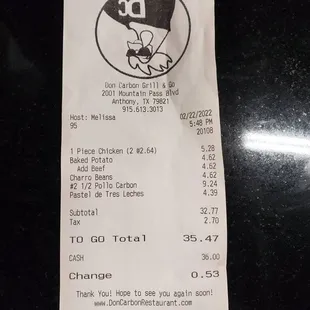 DC
Don Carbon Grill & Go
2001 Mountain Pass Blvd
Anthony, TX 79821
915.613.3013
Host: Melissa 02/22/2022
95 5:48 PM
20108
1 Piece Chicken (2 @2.64) 5.28
Baked Potato 4.62
Add Beef 4.62
Charro Beans 4.62
#2 1/2 Pollo Carbon 9.24
Pastel de Tres Leches 4.39
Subtotal 32.77
Tax 2.70
TO GO Total 35.47
CASH 36.00
Change 0.53
Thank You! Hope to see you again soon!
www.DonCarbonRestaurant.com